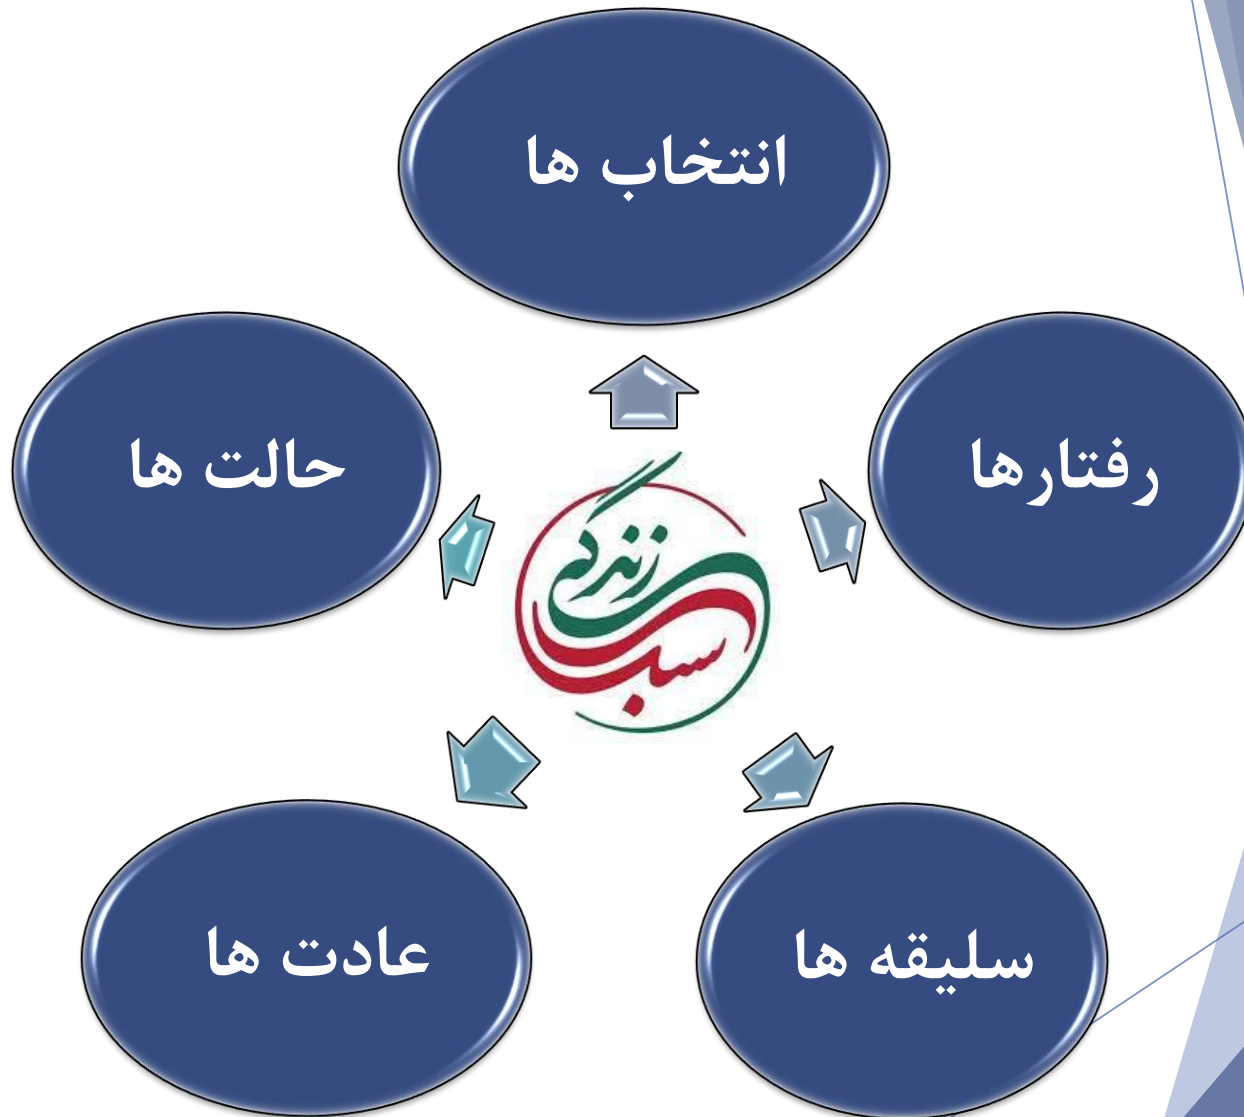 انتخاب ها
رفتارها
حالت ها
سبک زندگی
سلیقه ها
عادت ها